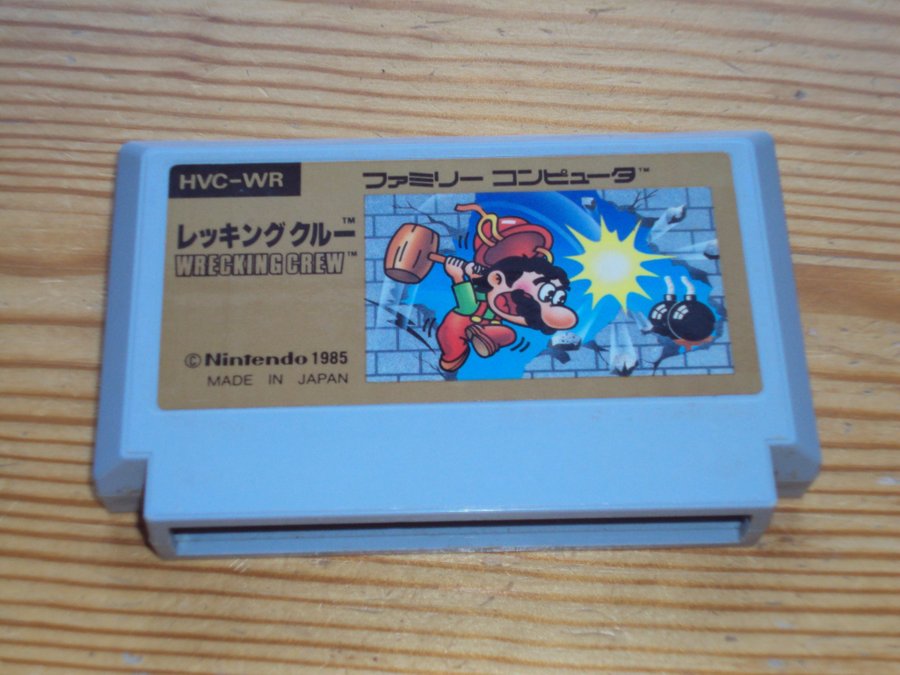 HVC-WR
ファミリー コンピュータ™
レッキング クルー™
WRECKING CREW™
©Nintendo 1985
MADE IN JAPAN